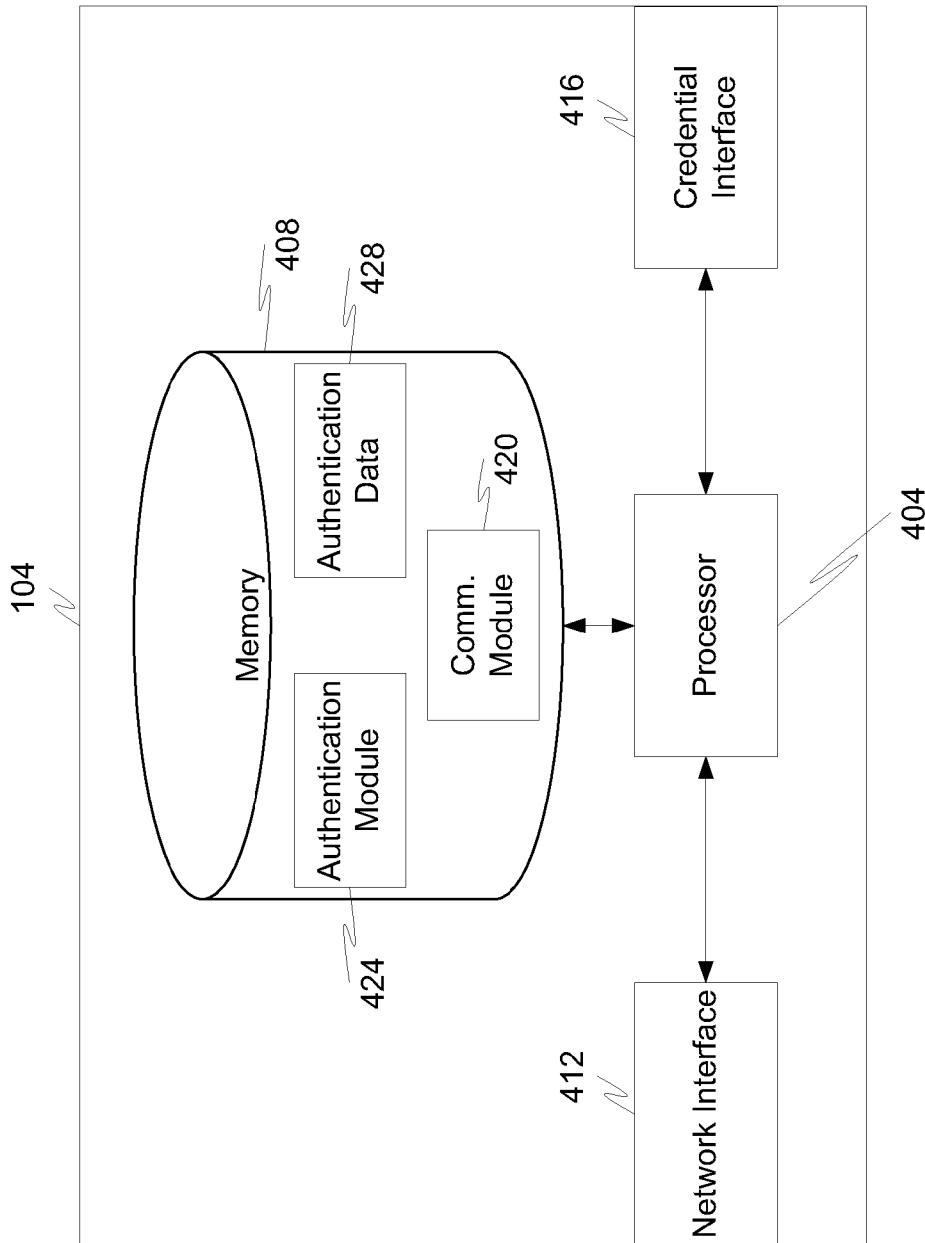 104
408
Memory
Authentication
Module
424
Authentication
Data
428
Comm.
Module
420
412
Network Interface
Processor
404
416
Credential
Interface